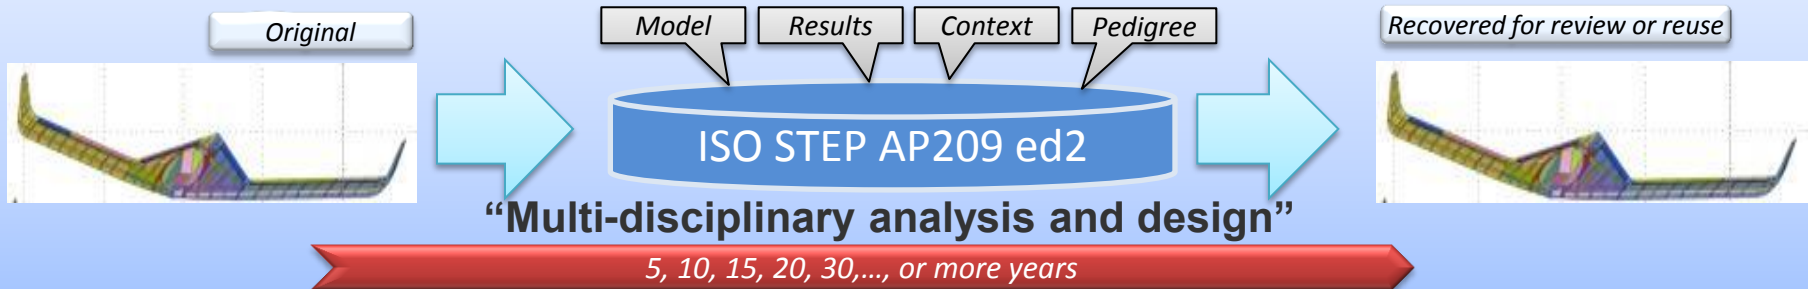 Original
Model
Results
Context
Pedigree
Recovered for review or reuse
ISO STEP AP209 ed2
“Multi-disciplinary analysis and design”
5, 10, 15, 20, 30,..., or more years